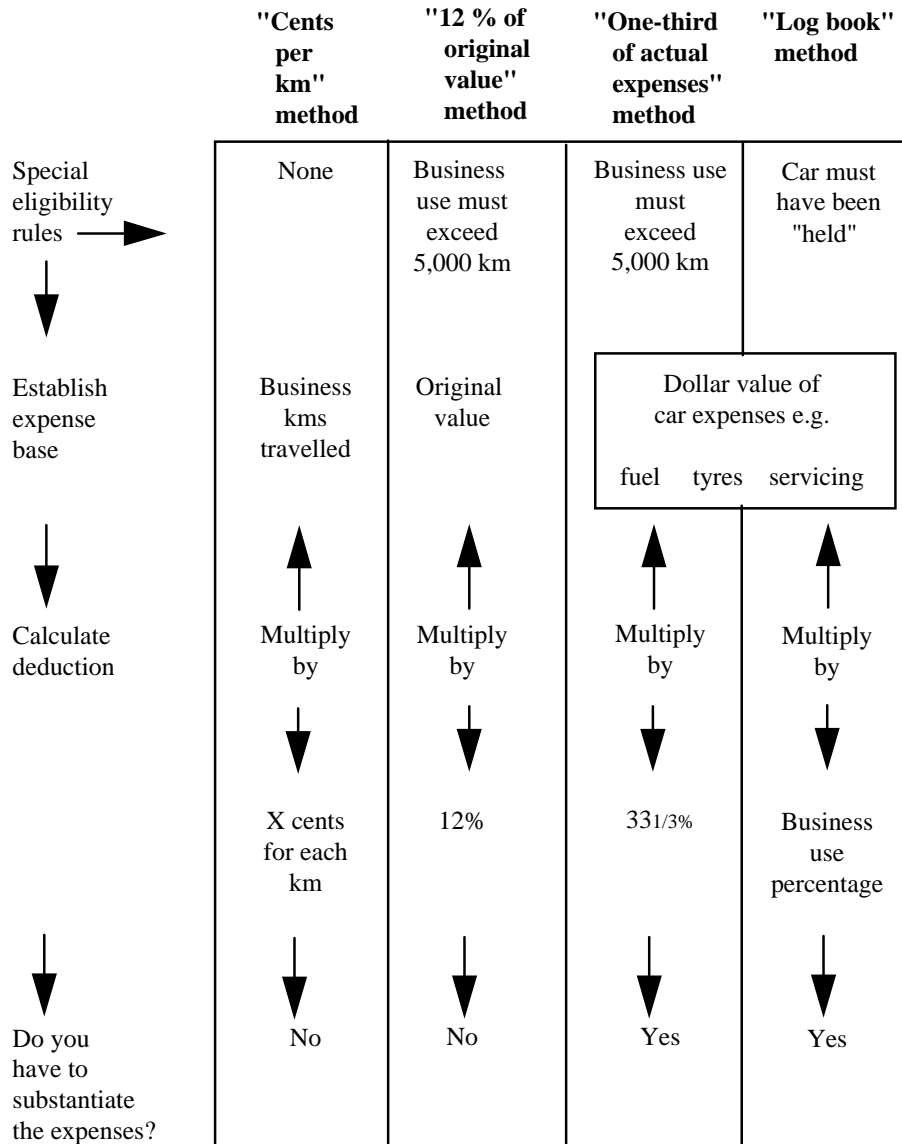 "Cents
per
km"
method
"12 % of
original
value"
method
"One-third
of actual
expenses"
method
"Log book"
method
Special
eligibility
rules
None
Business
use must
exceed
5,000 km
Business use
must
exceed
5,000 km
Car must
have been
"held"
Establish
expense
base
Business
kms
travelled
Original
value
Dollar value of
car expenses e.g.
fuel tyres servicing
Calculate
deduction
Multiply
by
Multiply
by
Multiply
by
Multiply
by
X cents
for each
km
12%
331/3%
Business
use
percentage
Do you
have to
substantiate
the expenses?
No
No
Yes
Yes